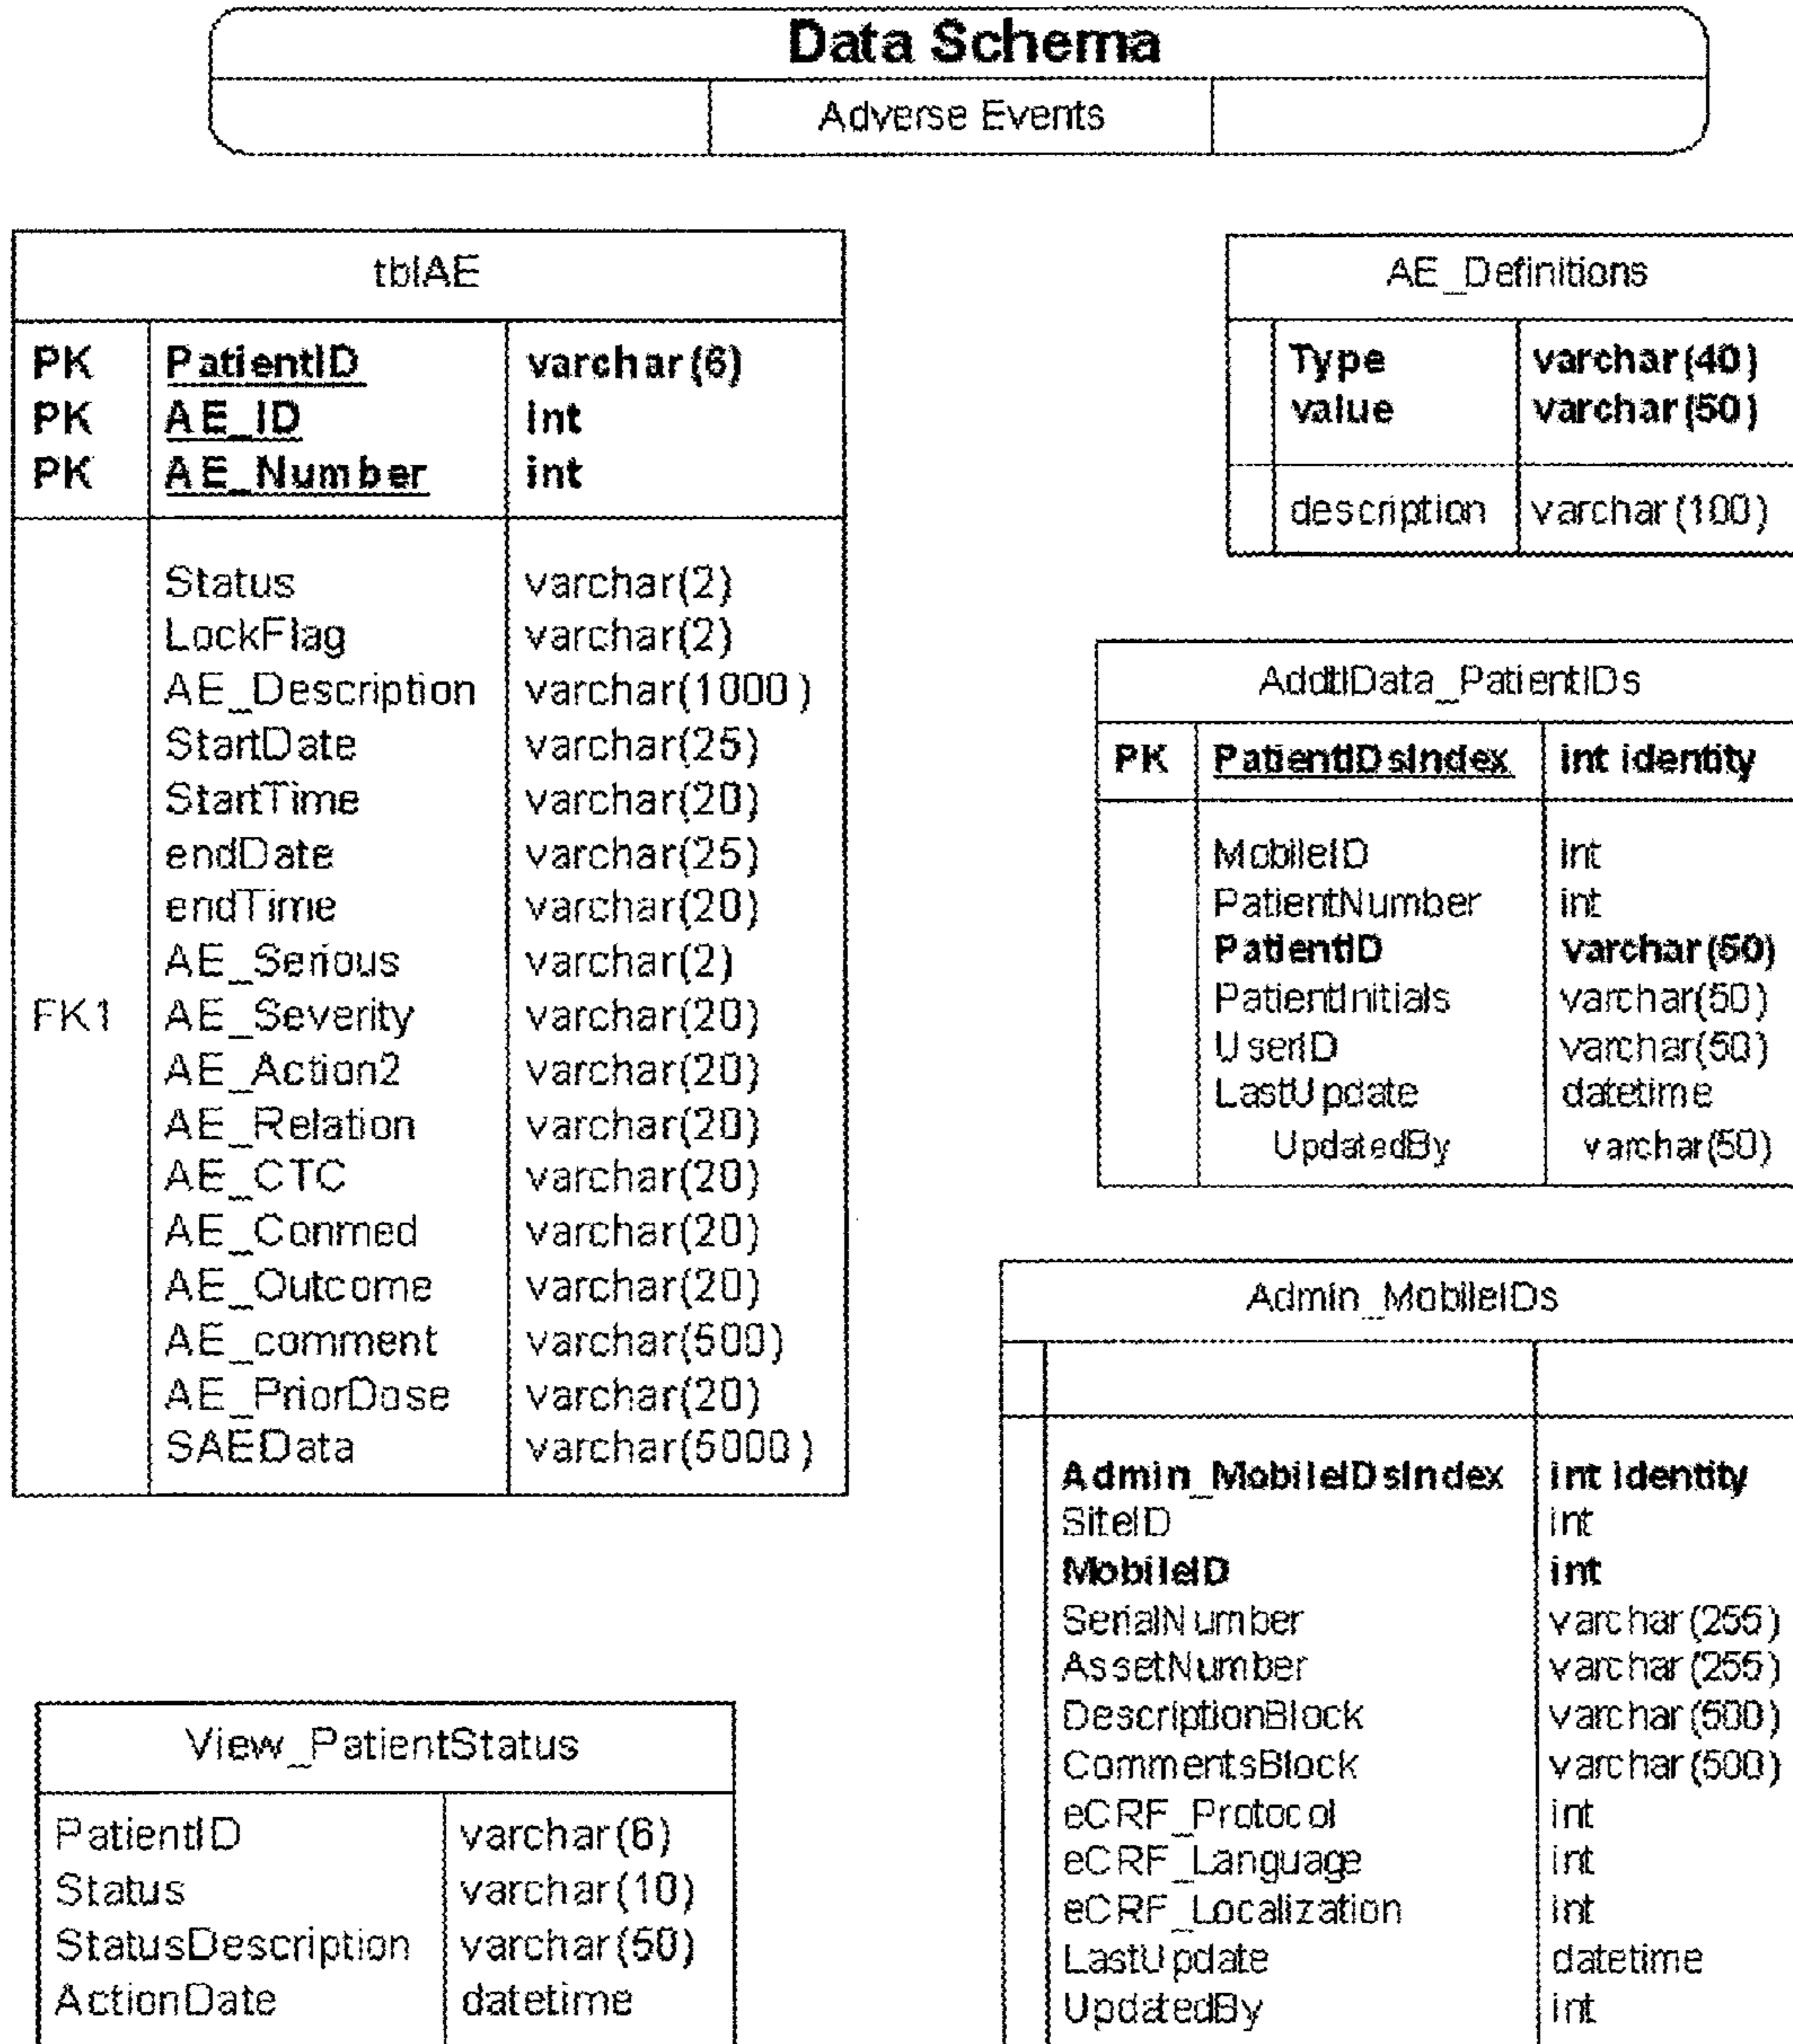 Data Schema
Adverse Events
tblAE
PK PatientID varchar(6)
PK AE_ID int
PK AE_Number int
Status varchar(2)
LockFlag varchar(2)
AE_Description varchar(1000)
StartDate varchar(25)
StartTime varchar(20)
endDate varchar(25)
endTime varchar(20)
AE_Serious varchar(2)
FK1 AE_Severity varchar(20)
AE_Action2 varchar(20)
AE_Relation varchar(20)
AE_CTC varchar(20)
AE_Conmed varchar(20)
AE_Outcome varchar(20)
AE_comment varchar(500)
AE_PriorDose varchar(20)
SAEData varchar(5000)
View_PatientStatus
PatientID varchar(6)
Status varchar(10)
StatusDescription varchar(50)
ActionDate datetime
AE_Definitions
Type varchar(40)
value varchar(50)
description varchar(100)
AddtlData_PatientIDs
PK PatientIDsIndex int identity
MobileID int
PatientNumber int
PatientID varchar(50)
PatientInitials varchar(50)
UserID varchar(50)
LastUpdate datetime
UpdatedBy varchar(50)
Admin_MobileIDs
Admin_MobileIDsIndex int identity
SiteID int
MobileID int
SerialNumber varchar(255)
AssetNumber varchar(255)
DescriptionBlock varchar(500)
CommentsBlock varchar(500)
eCRF_Protocol int
eCRF_Language int
eCRF_Localization int
LastUpdate datetime
UpdatedBy int